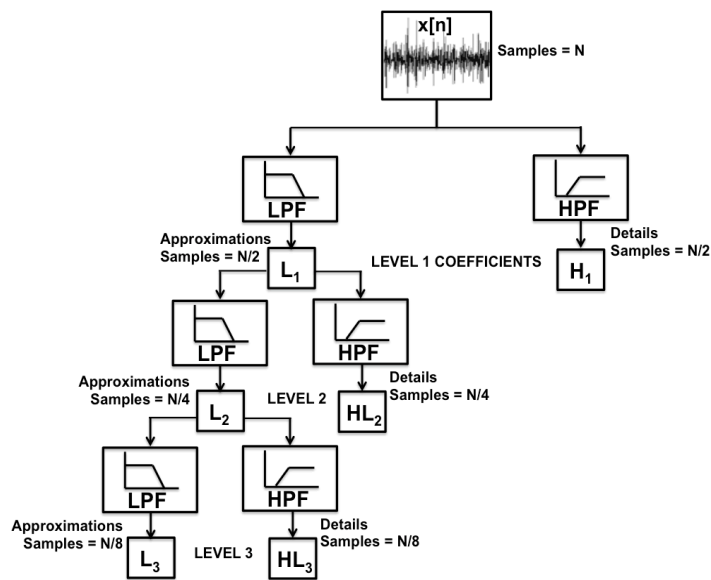 x[n]
Samples = N
LPF
HPF
Approximations
Samples = N/2
L₁
LEVEL 1 COEFFICIENTS
Details
Samples = N/2
H₁
LPF
HPF
Approximations
Samples = N/4
L₂
LEVEL 2
Details
Samples = N/4
HL₂
LPF
HPF
Approximations
Samples = N/8
L₃
LEVEL 3
Details
Samples = N/8
HL₃